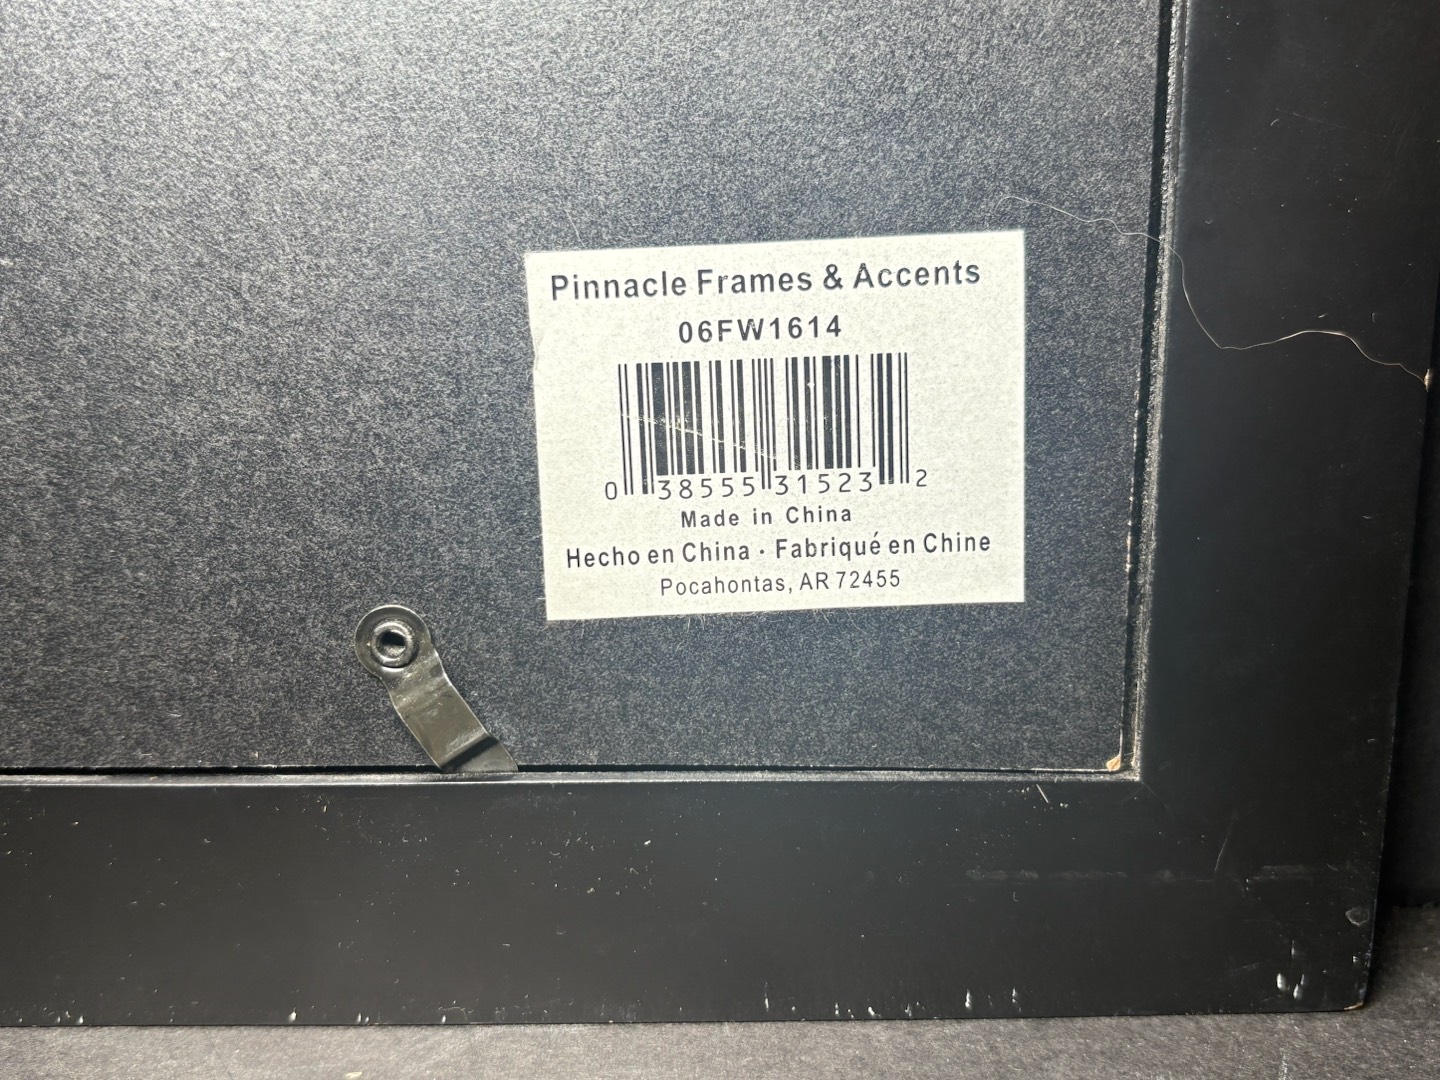 Pinnacle Frames & Accents
06FW1614
0 38555 31523 2
Made in China
Hecho en China · Fabriqué en Chine
Pocahontas, AR 72455